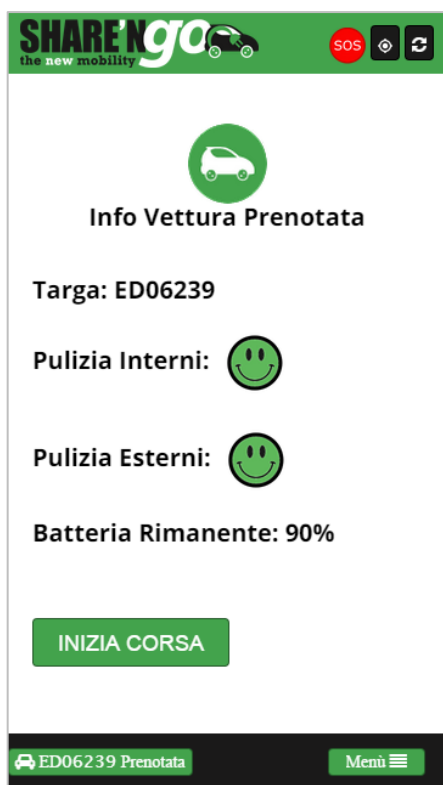 SHARE'Ngo
the new mobility
SOS
Info Vettura Prenotata
Targa: ED06239
Pulizia Interni:
Pulizia Esterni:
Batteria Rimanente: 90%
INIZIA CORSA
ED06239 Prenotata
Menù